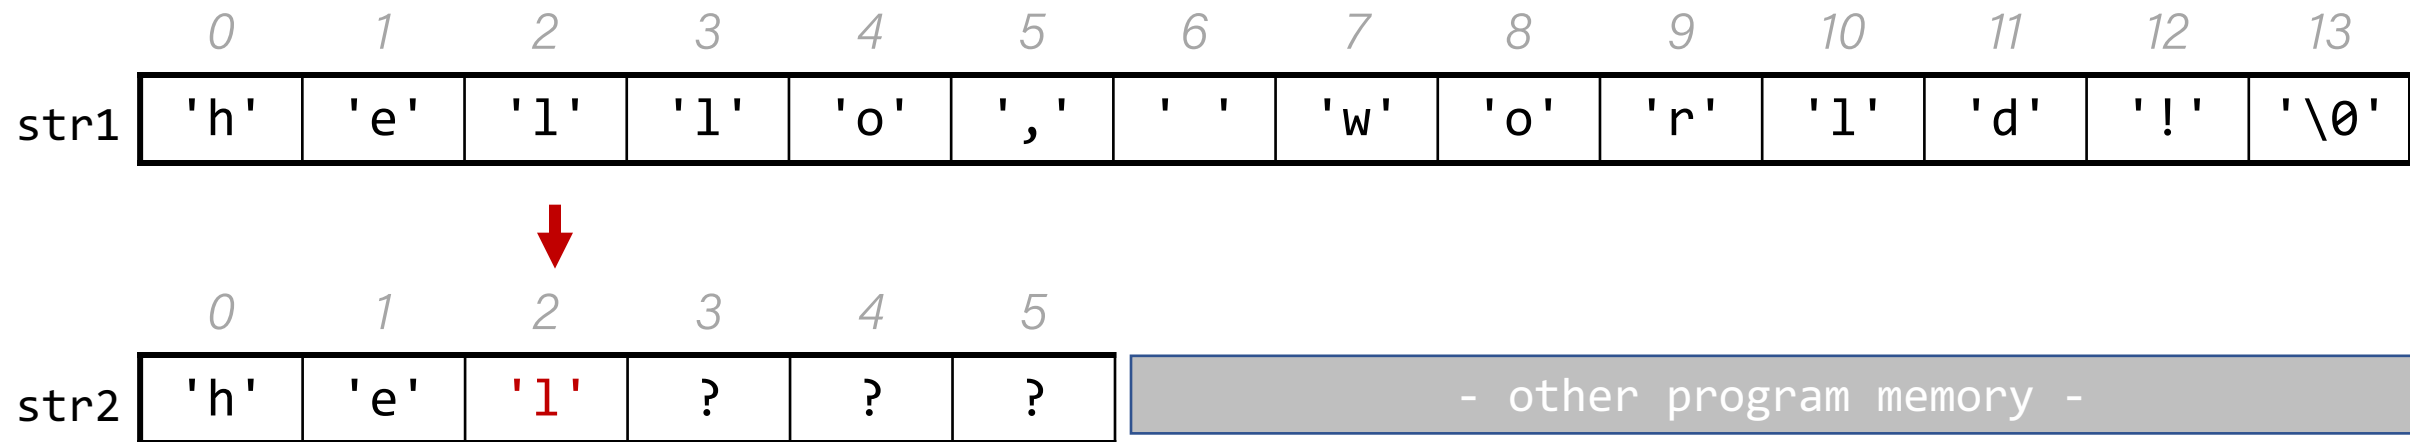 0 1 2 3 4 5 6 7 8 9 10 11 12 13
str1 'h' 'e' 'l' 'l' 'o' ',' ' ' 'w' 'o' 'r' 'l' 'd' '!' '\0'
0 1 2 3 4 5
str2 'h' 'e' 'l' ? ? ? - other program memory -